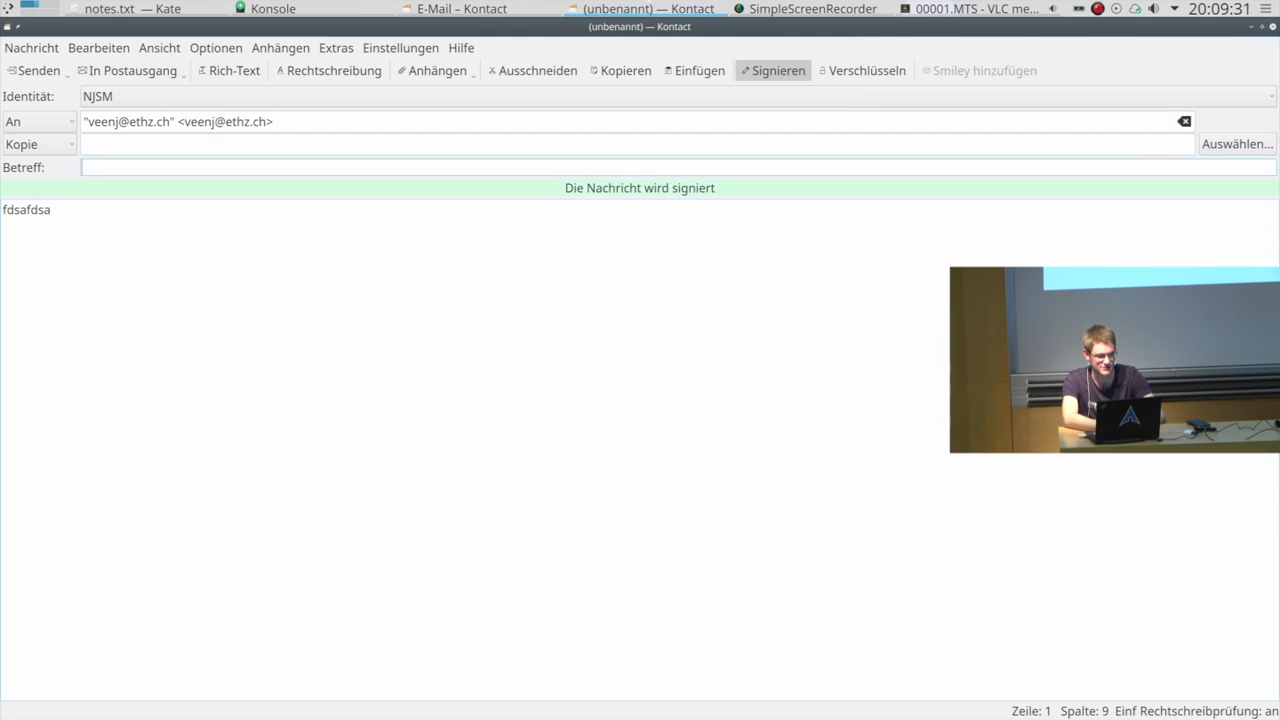 notes.txt — Kate Konsole E-Mail – Kontact (unbenannt) — Kontact SimpleScreenRecorder 00001.MTS - VLC me... 20:09:31
(unbenannt) — Kontact
Nachricht Bearbeiten Ansicht Optionen Anhängen Extras Einstellungen Hilfe
Senden In Postausgang Rich-Text Rechtschreibung Anhängen Ausschneiden Kopieren Einfügen Signieren Verschlüsseln Smiley hinzufügen
Identität: NJSM
An "veenj@ethz.ch" <veenj@ethz.ch>
Kopie Auswählen...
Betreff:
Die Nachricht wird signiert
fdsafdsa
Zeile: 1 Spalte: 9 Einf Rechtschreibprüfung: an